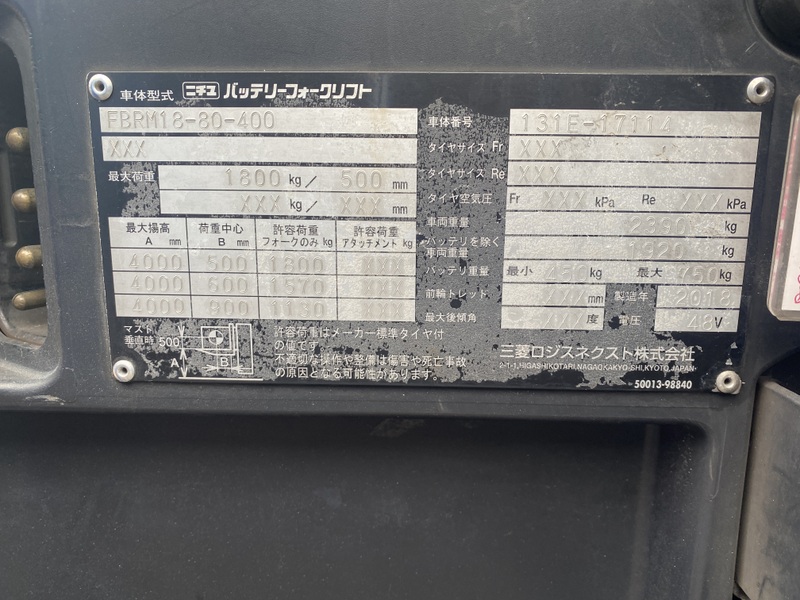 車体型式 ニチユ バッテリーフォークリフト
FBRM18-80-400
XXX
最大荷重 1800 kg / 500 mm
XXX kg / XXX mm
最大揚高 A mm 荷重中心 B mm 許容荷重 フォークのみ kg 許容荷重 アタッチメント kg
4000 500 1800
4000 600 1570
4000 900 1130
マスト垂直時 500 A B
許容荷重はメーカー標準タイヤ付
の値です。
不適切な操作や整備は傷害や死亡事故
の原因となる可能性があります。
車体番号 131E-17114
タイヤサイズ Fr XXX
タイヤサイズ Re XXX
タイヤ空気圧 Fr XXX kPa Re XXX kPa
車両重量 kg
バッテリを除く車両重量 kg
バッテリ重量 最小 450 kg 最大 750 kg
前輪トレッド mm 製造年 2018
最大後傾角 度 電圧 48 V
三菱ロジスネクスト株式会社
2-1-1,HIGASHIKOTARI,NAGAOKAKYO-SHI,KYOTO,JAPAN
50013-98840